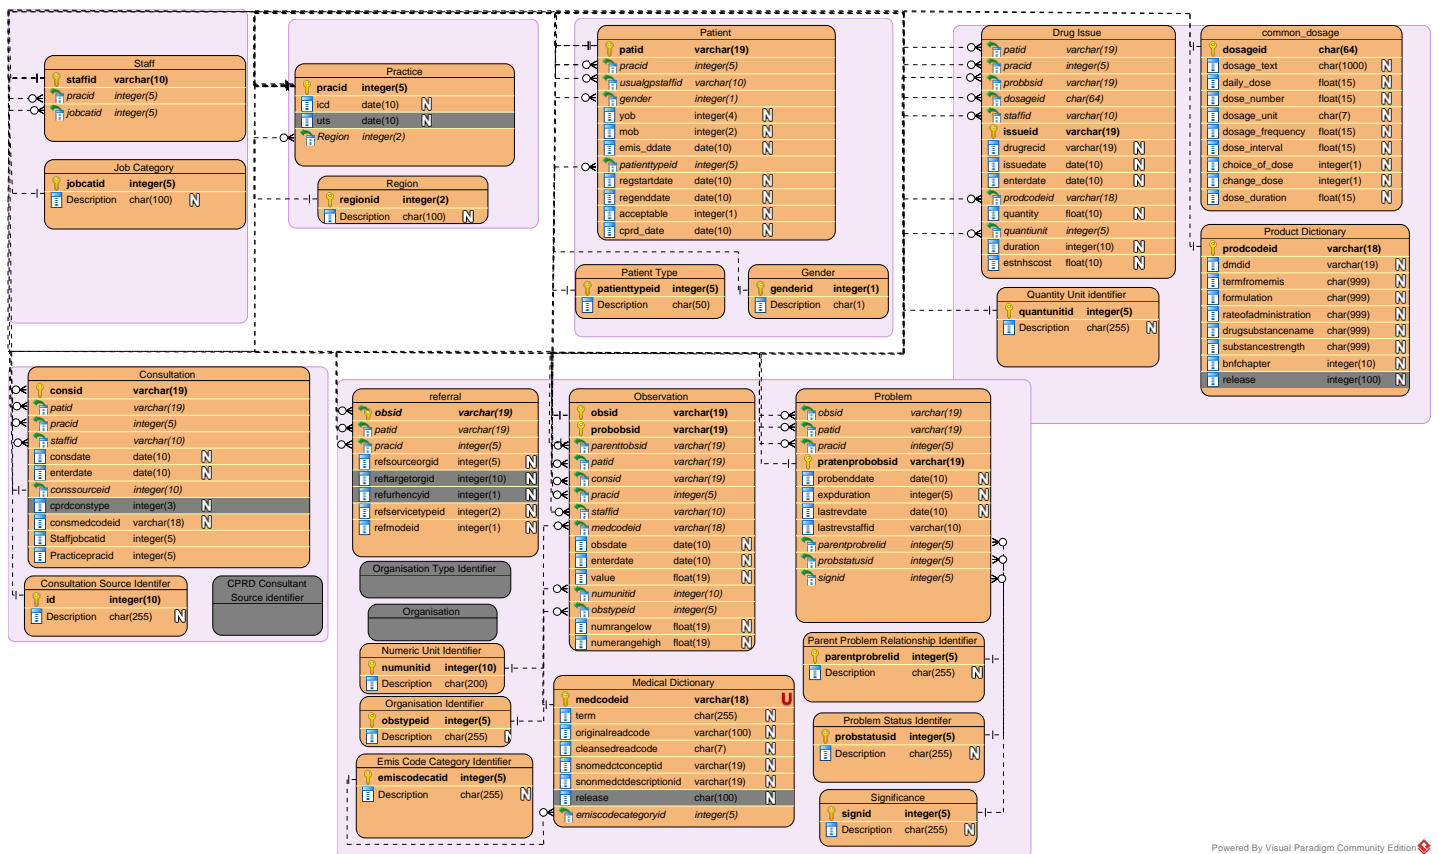 Staff
staffid varchar(10)
pracid integer(5)
jobcatid integer(5)
Job Category
jobcatid integer(5)
Description char(100) N
Practice
pracid integer(5)
icd date(10) N
uts date(10) N
Region integer(2)
Region
regionid integer(2)
Description char(100) N
Patient
patid varchar(19)
pracid integer(5)
usualgpstaffid varchar(10)
gender integer(1)
yob integer(4) N
mob integer(2) N
emis_ddate date(10) N
patienttypeid integer(5)
regstartdate date(10) N
regenddate date(10) N
acceptable integer(1) N
cprd_date date(10) N
Patient Type
patienttypeid integer(5)
Description char(50)
Gender
genderid integer(1)
Description char(1)
Drug Issue
patid varchar(19)
pracid integer(5)
probbsid varchar(19)
dosageid char(64)
staffid varchar(10)
issueid varchar(19)
drugrecid varchar(19) N
issuedate date(10) N
enterdate date(10) N
prodcodeid varchar(18)
quantity float(10) N
quantiunit integer(5)
duration integer(10) N
estnhscost float(10) N
Quantity Unit identifier
quantunitid integer(5)
Description char(255) N
common_dosage
dosageid char(64)
dosage_text char(1000) N
daily_dose float(15) N
dose_number float(15) N
dose_unit char(7) N
dosage_frequency float(15) N
dose_interval float(15) N
choice_of_dose integer(1) N
change_dose integer(1) N
dose_duration float(15) N
Product Dictionary
prodcodeid varchar(18)
dmdid varchar(19) N
termfromemis char(999) N
formulation char(999) N
rateofadministration char(999) N
drugsubstancename char(999) N
substancestrength char(999) N
bnfchapter integer(10) N
release integer(100) N
Consultation
consid varchar(19)
patid varchar(19)
pracid integer(5)
staffid varchar(10)
consdate date(10) N
enterdate date(10) N
conssourceid integer(10)
cprdconstype integer(3) N
consmedcodeid varchar(18) N
Staffjobcatid integer(5)
Practicepracid integer(5)
Consultation Source Identifer
id integer(10)
Description char(255) N
CPRD Consultant
Source identifier
referral
obsid varchar(19)
patid varchar(19)
pracid integer(5)
refsourceorgid integer(5) N
reftargetorgid integer(10) N
refurhencyid integer(1) N
refservicetypeid integer(2) N
refmodeid integer(1) N
Organisation Type Identifier
Organisation
Numeric Unit Identifier
numunitid integer(10)
Description char(200)
Organisation Identifier
obstypeid integer(5)
Description char(255) N
Emis Code Category Identifier
emiscodecatid integer(5)
Description char(255) N
Observation
obsid varchar(19)
probobsid varchar(19)
parenttobsid varchar(19)
patid varchar(19)
consid varchar(19)
pracid integer(5)
staffid varchar(10)
medcodeid varchar(18)
obsdate date(10) N
enterdate date(10) N
value float(19) N
numunitid integer(10)
obstypeid integer(5)
numrangelow float(19) N
numerangehigh float(19) N
Medical Dictionary
medcodeid varchar(18) U
term char(255) N
originalreadcode varchar(100) N
cleansedreadcode char(7) N
snomedctconceptid varchar(19) N
snonmedctdescriptionid varchar(19) N
release char(100) N
emiscodecategoryid integer(5)
Problem
obsid varchar(19)
patid varchar(19)
pracid integer(5)
pratenprobobsid varchar(19)
probenddate date(10) N
expduration integer(5) N
lastrevdate date(10) N
lastrevstaffid varchar(10)
parentprobrelid integer(5)
probstatusid integer(5)
signid integer(5)
Parent Problem Relationship Identifier
parentprobrelid integer(5)
Description char(255) N
Problem Status Identifer
probstatusid integer(5)
Description char(255) N
Significance
signid integer(5)
Description char(255) N
Powered By Visual Paradigm Community Edition